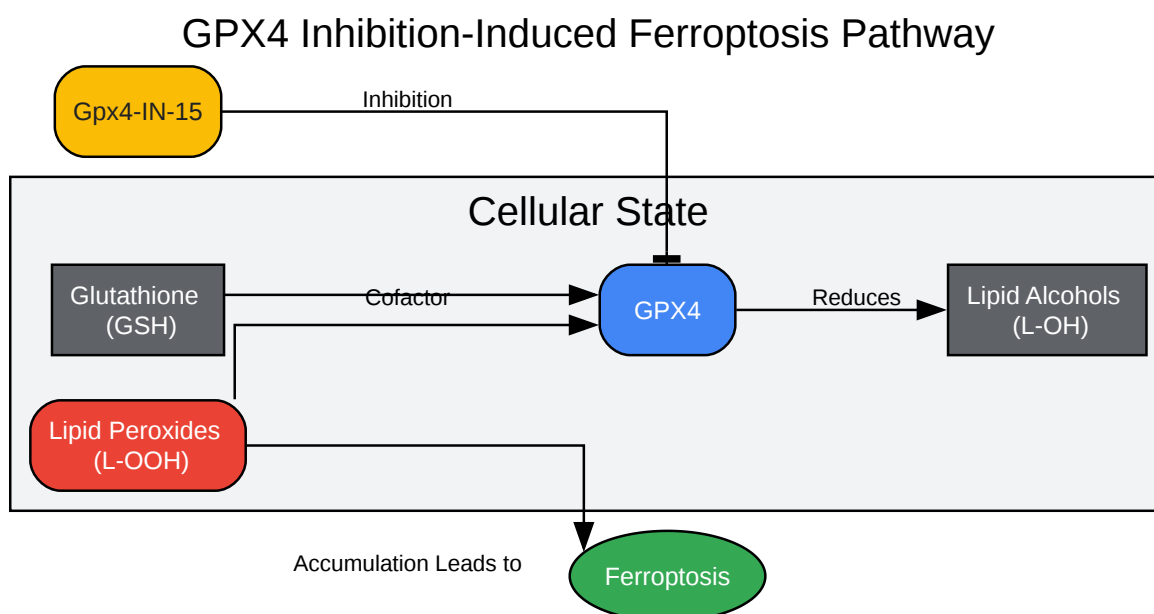 GPX4 Inhibition-Induced Ferroptosis Pathway
Gpx4-IN-15
Inhibition
Cellular State
Glutathione
(GSH)
Cofactor
GPX4
Reduces
Lipid Alcohols
(L-OH)
Lipid Peroxides
(L-OOH)
Accumulation Leads to
Ferroptosis